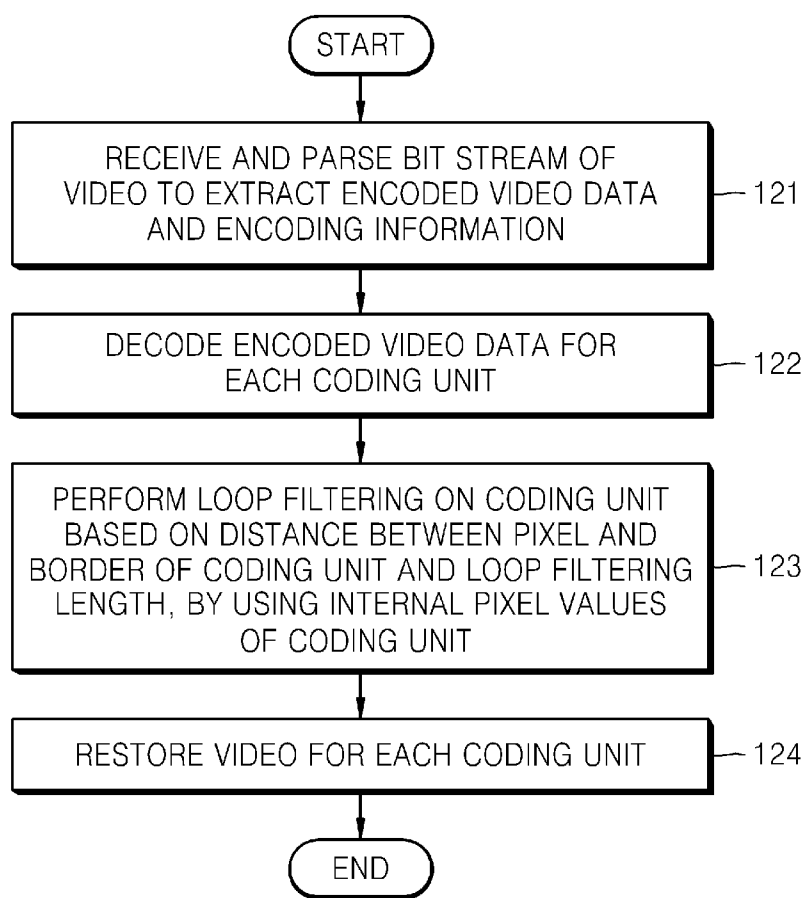 START
RECEIVE AND PARSE BIT STREAM OF
VIDEO TO EXTRACT ENCODED VIDEO DATA
AND ENCODING INFORMATION
121
DECODE ENCODED VIDEO DATA FOR
EACH CODING UNIT
122
PERFORM LOOP FILTERING ON CODING UNIT
BASED ON DISTANCE BETWEEN PIXEL AND
BORDER OF CODING UNIT AND LOOP FILTERING
LENGTH, BY USING INTERNAL PIXEL VALUES
OF CODING UNIT
123
RESTORE VIDEO FOR EACH CODING UNIT
124
END